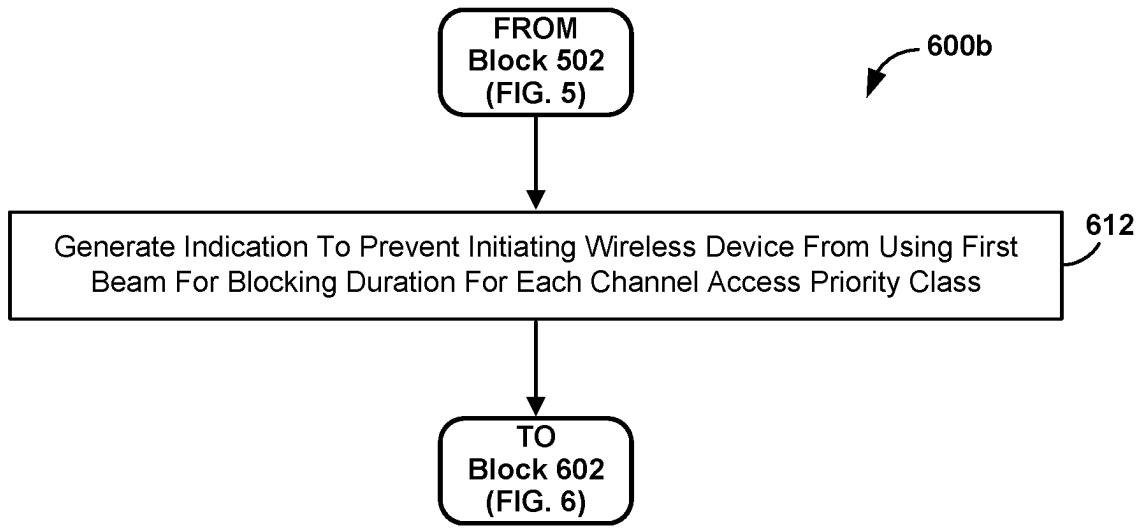 FROM
Block 502
(FIG. 5)
600b
Generate Indication To Prevent Initiating Wireless Device From Using First
Beam For Blocking Duration For Each Channel Access Priority Class
612
TO
Block 602
(FIG. 6)